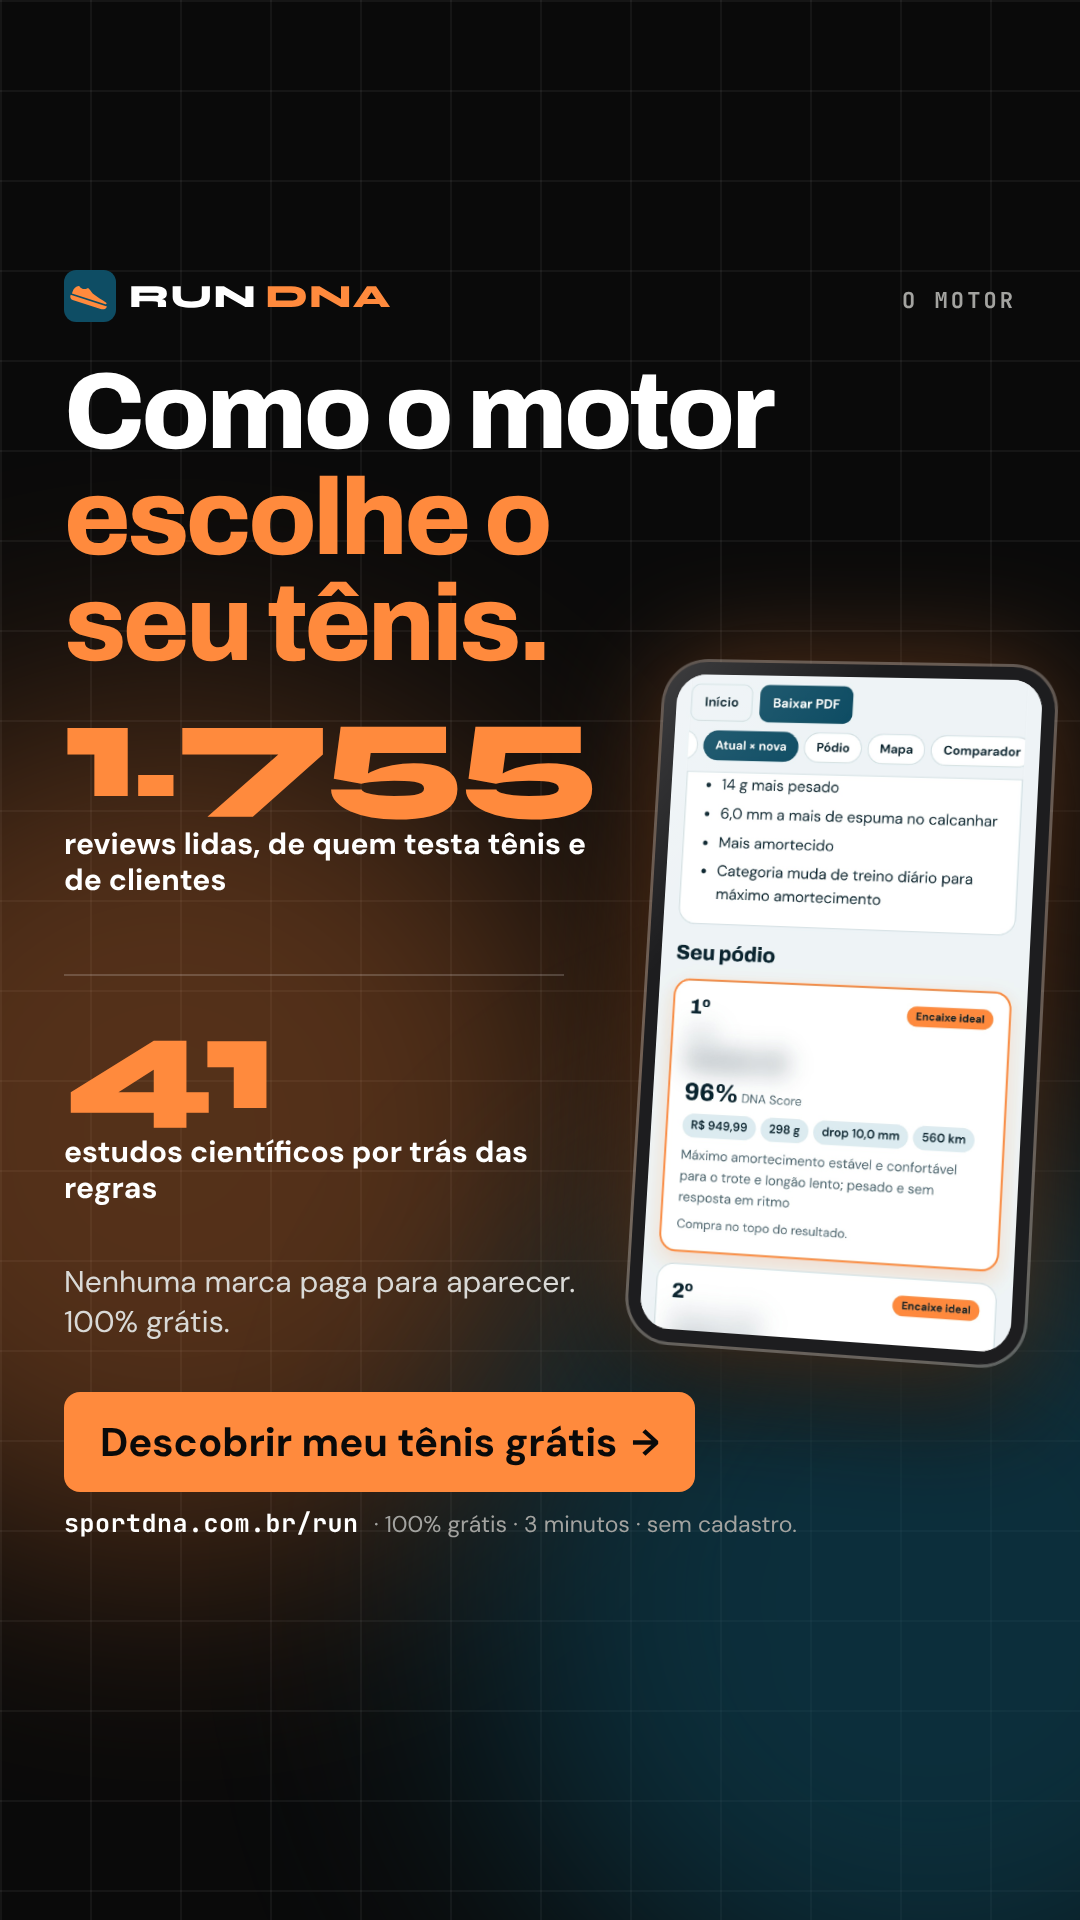 RUN DNA
O MOTOR
Como o motor
escolhe o
seu tênis.
1.755
reviews lidas, de quem testa tênis e
de clientes
41
estudos científicos por trás das
regras
Nenhuma marca paga para aparecer.
100% grátis.
Início
Baixar PDF
Atual × nova
Pódio
Mapa
Comparador
• 14 g mais pesado
• 6,0 mm a mais de espuma no calcanhar
• Mais amortecido
• Categoria muda de treino diário para
máximo amortecimento
Seu pódio
1º
Encaixe ideal
96% DNA Score
R$ 949,99
298 g
drop 10,0 mm
560 km
Máximo amortecimento estável e confortável
para o trote e longão lento; pesado e sem
resposta em ritmo
Compra no topo do resultado.
2º
Encaixe ideal
Descobrir meu tênis grátis →
sportdna.com.br/run · 100% grátis · 3 minutos · sem cadastro.